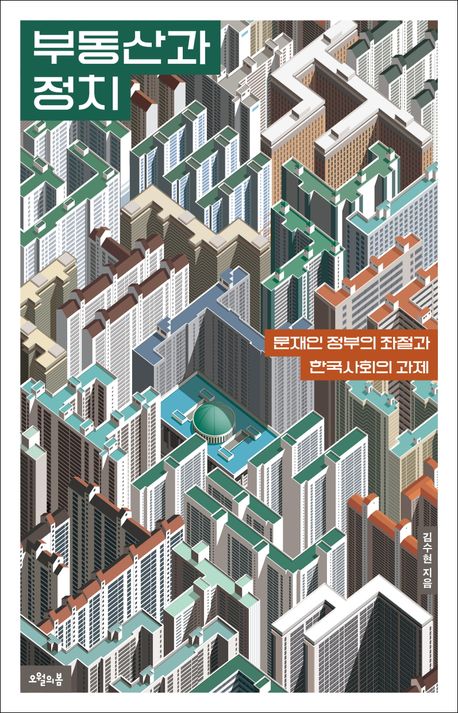 부동산과
정치
문재인 정부의 좌절과
한국사회의 과제
김수현 지음
오월의봄